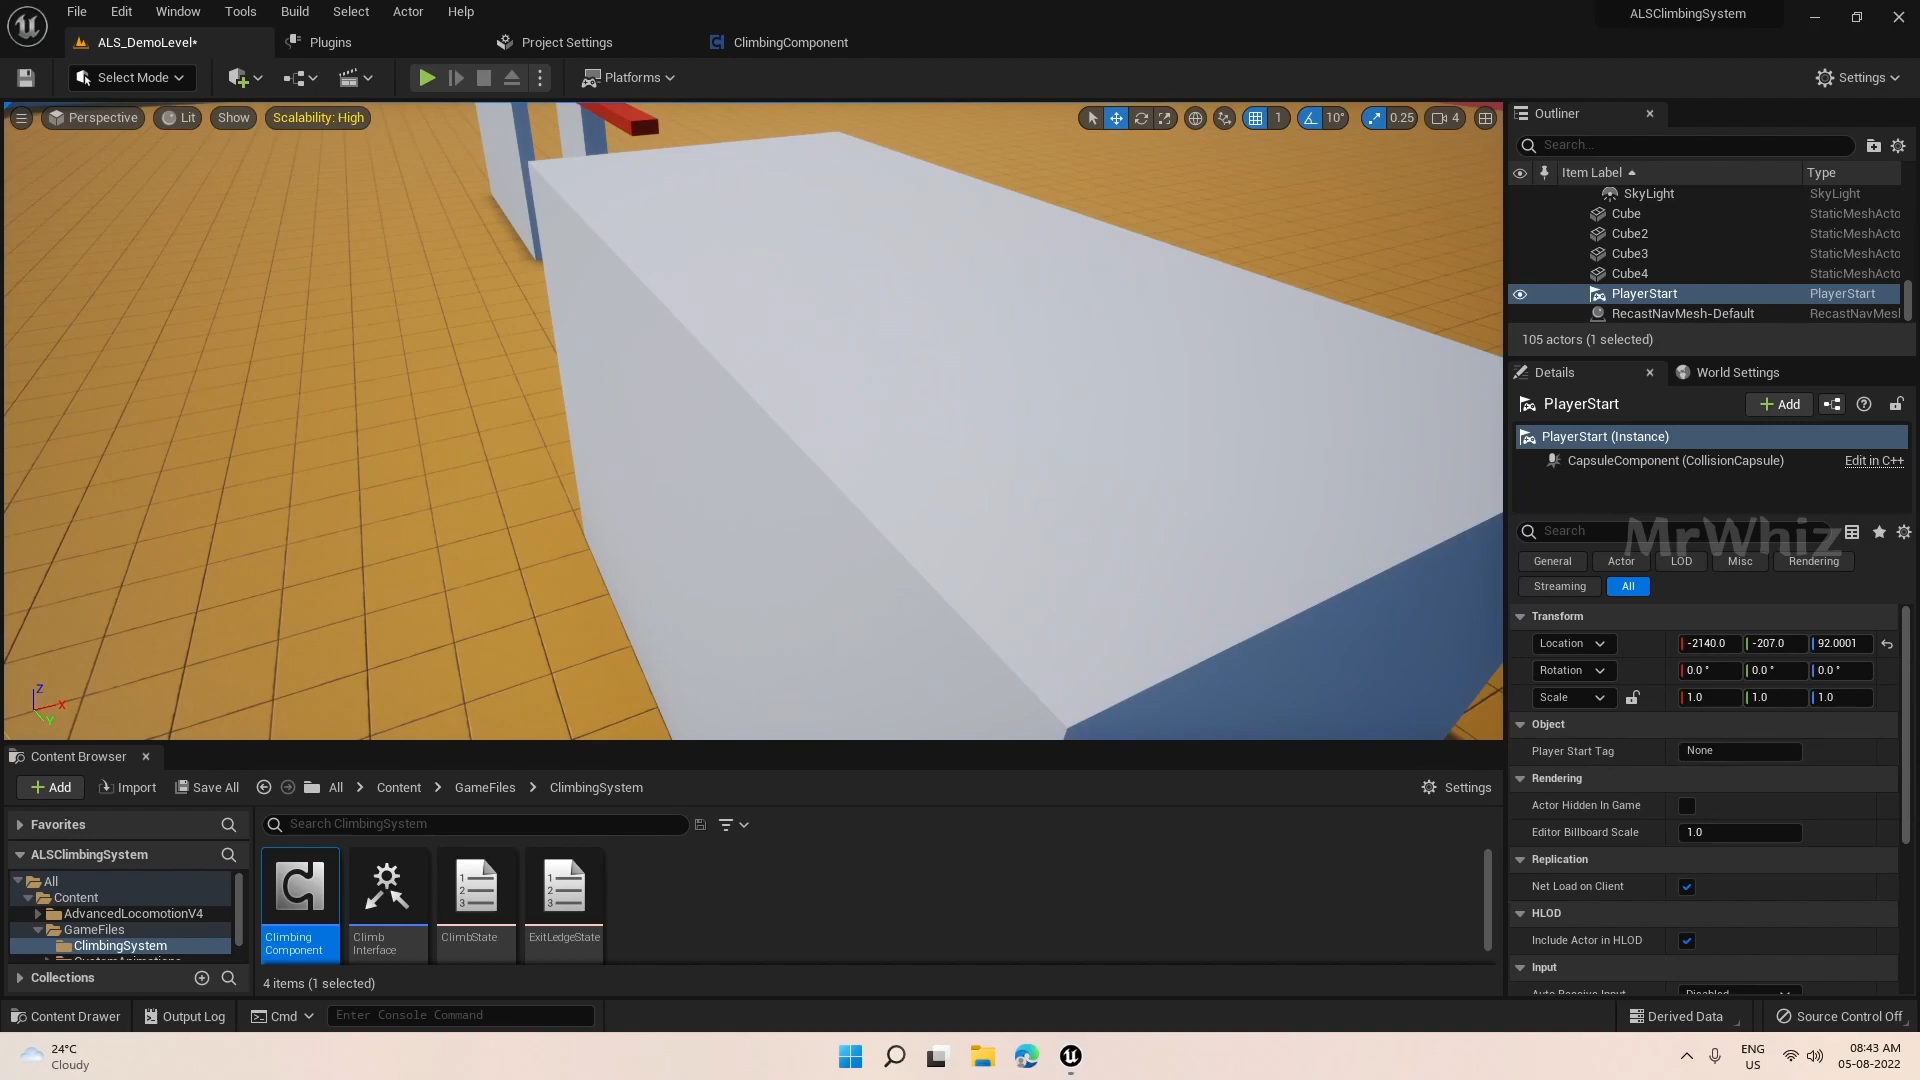 File Edit Window Tools Build Select Actor Help
ALSClimbingSystem
ALS_DemoLevel* Plugins Project Settings ClimbingComponent
Select Mode Platforms Settings
Perspective Lit Show Scalability: High
1 10° 0.25 4
Outliner
Search...
Item Label Type
SkyLight SkyLight
Cube StaticMeshActo
Cube2 StaticMeshActo
Cube3 StaticMeshActo
Cube4 StaticMeshActo
PlayerStart PlayerStart
RecastNavMesh-Default RecastNavMesl
105 actors (1 selected)
Details World Settings
PlayerStart Add
PlayerStart (Instance)
CapsuleComponent (CollisionCapsule) Edit in C++
Search
MrWhiz
General Actor LOD Misc Rendering
Streaming All
Transform
Location -2140.0 -207.0 92.0001
Rotation 0.0 ° 0.0 ° 0.0 °
Scale 1.0 1.0 1.0
Object
Player Start Tag None
Rendering
Actor Hidden In Game
Editor Billboard Scale 1.0
Replication
Net Load on Client
HLOD
Include Actor in HLOD
Input
Auto Receive Input Disabled
Z
X
Y
Content Browser
Add Import Save All All Content GameFiles ClimbingSystem Settings
Favorites
Search ClimbingSystem
ALSClimbingSystem
All
Content
AdvancedLocomotionV4
GameFiles
ClimbingSystem
CustomAnimations
Collections
Climbing
Component
Climb
Interface
ClimbState
ExitLedgeState
4 items (1 selected)
Content Drawer Output Log Cmd Enter Console Command Derived Data Source Control Off
24°C
Cloudy
ENG
US
08:43 AM
05-08-2022